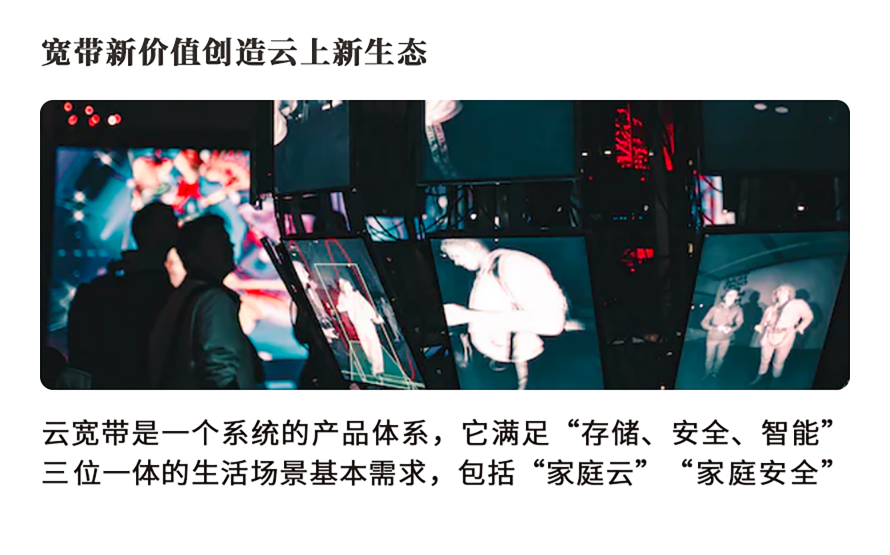 宽带新价值创造云上新生态
云宽带是一个系统的产品体系，它满足“存储、安全、智能”
三位一体的生活场景基本需求，包括“家庭云” “家庭安全”